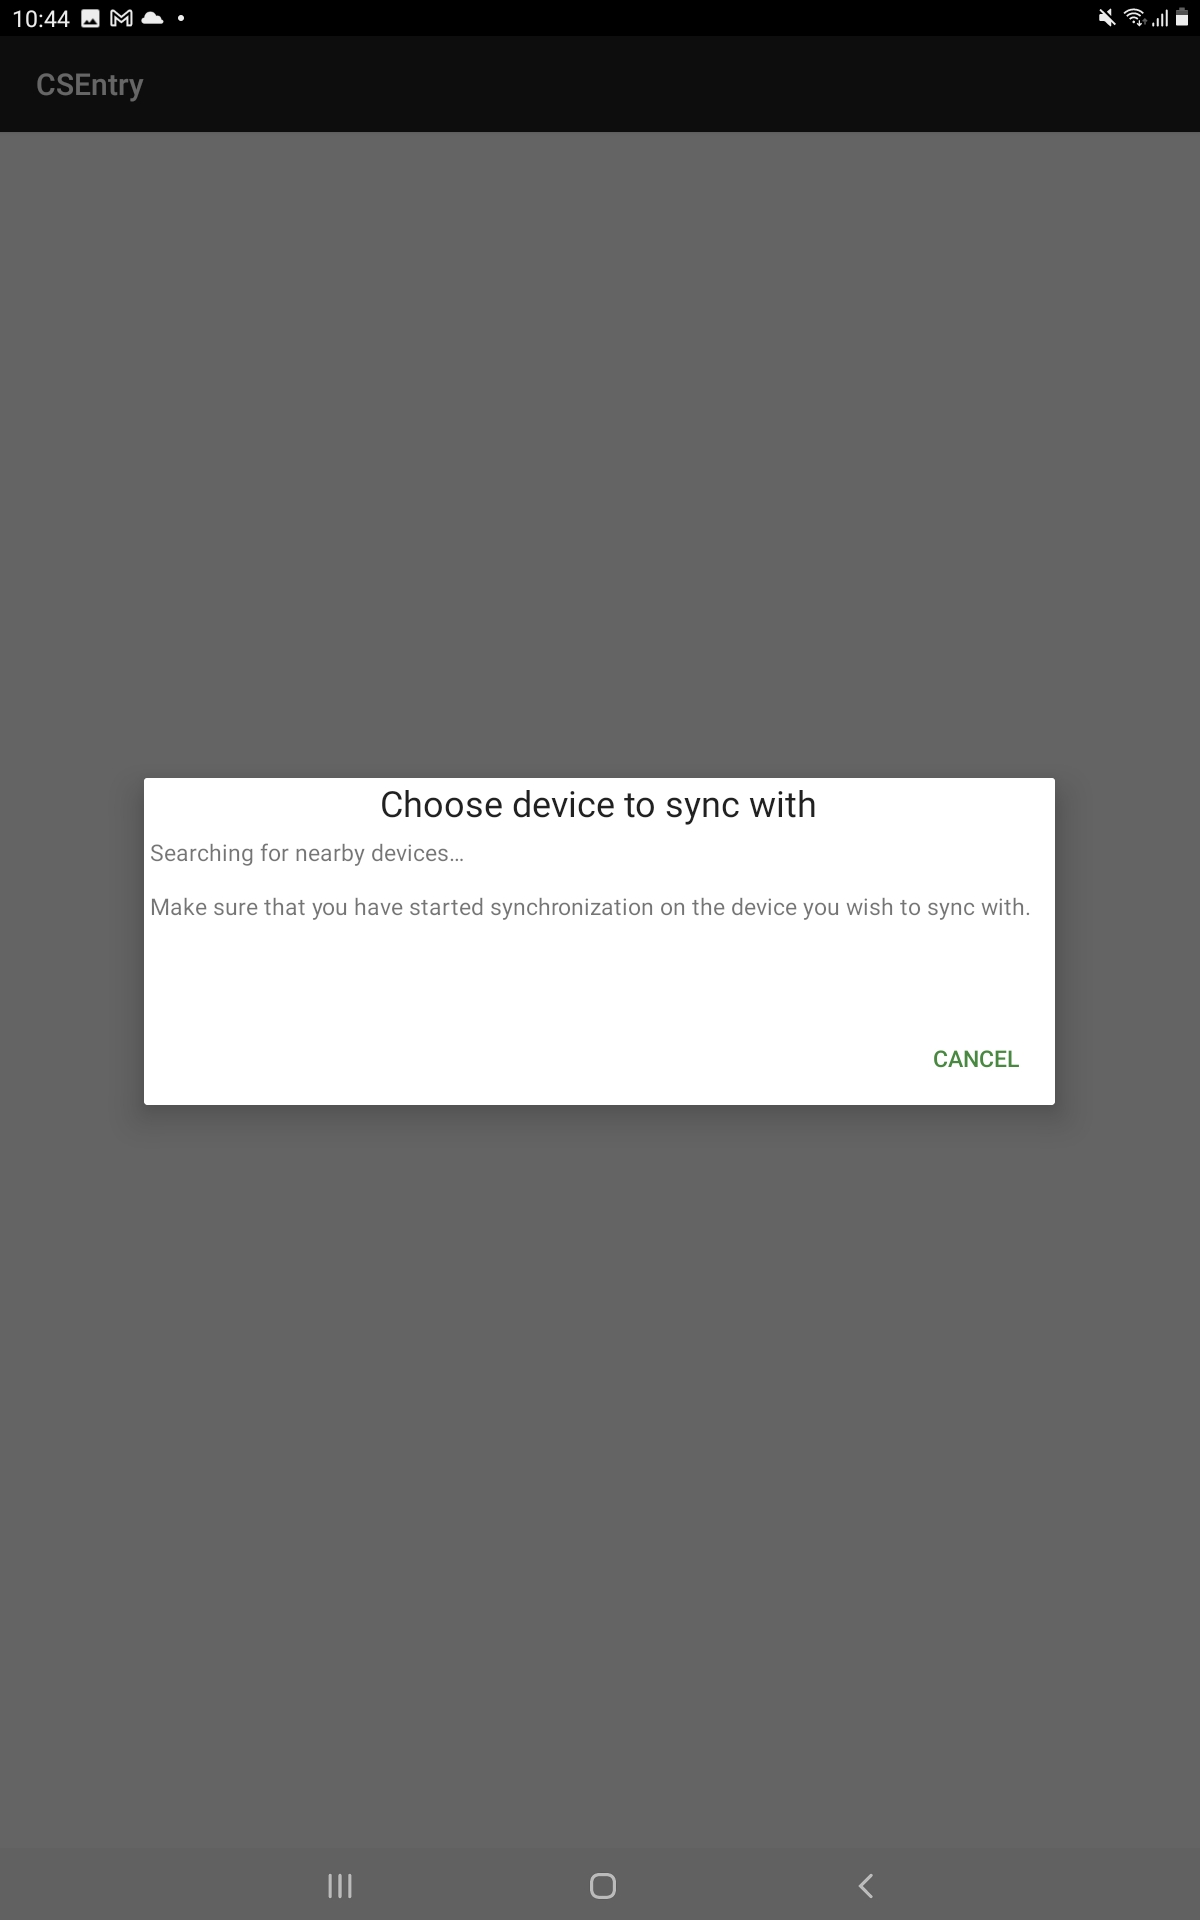 10:44
CSEntry
Choose device to sync with
Searching for nearby devices...
Make sure that you have started synchronization on the device you wish to sync with.
CANCEL